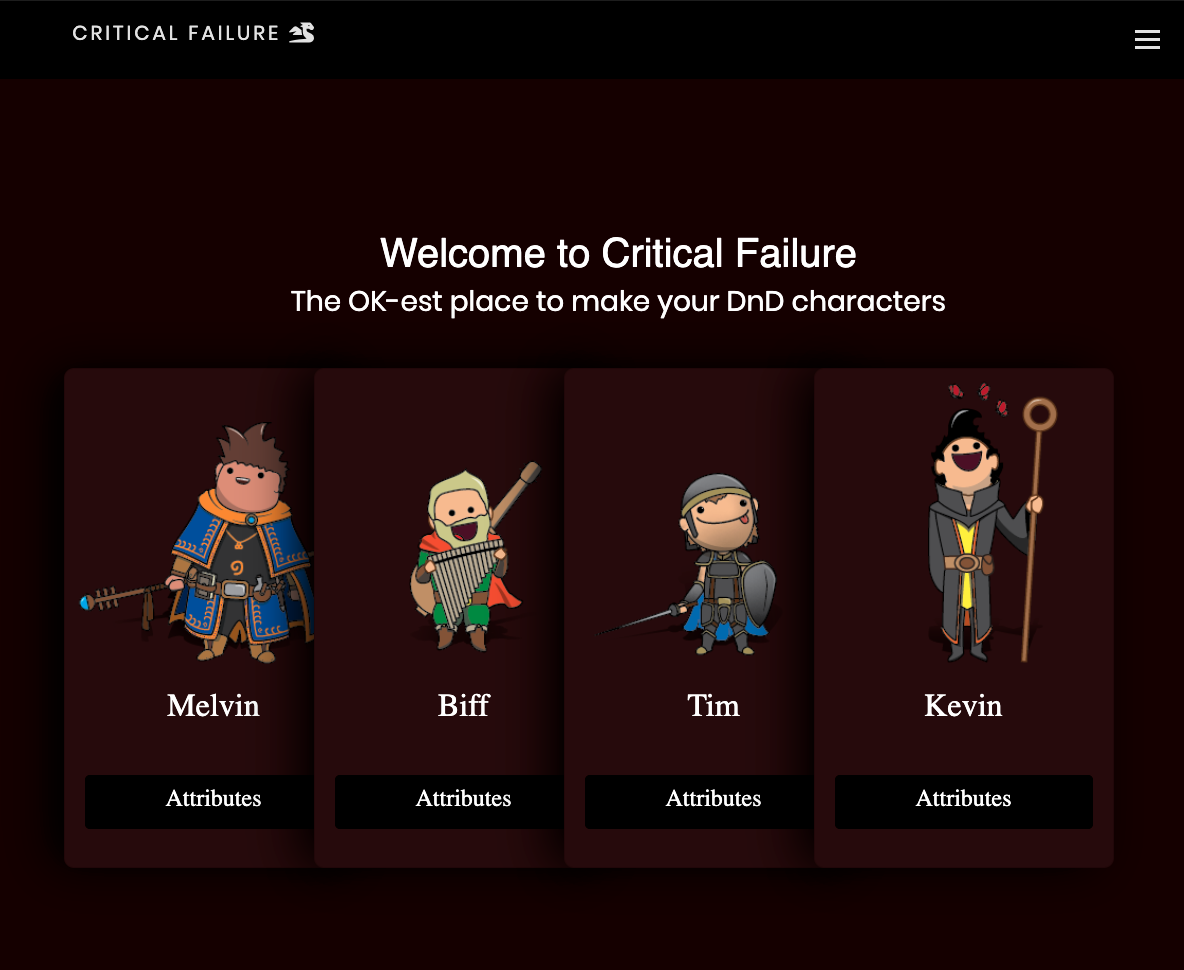 CRITICAL FAILURE
Welcome to Critical Failure
The OK-est place to make your DnD characters
Melvin
Biff
Tim
Kevin
Attributes
Attributes
Attributes
Attributes